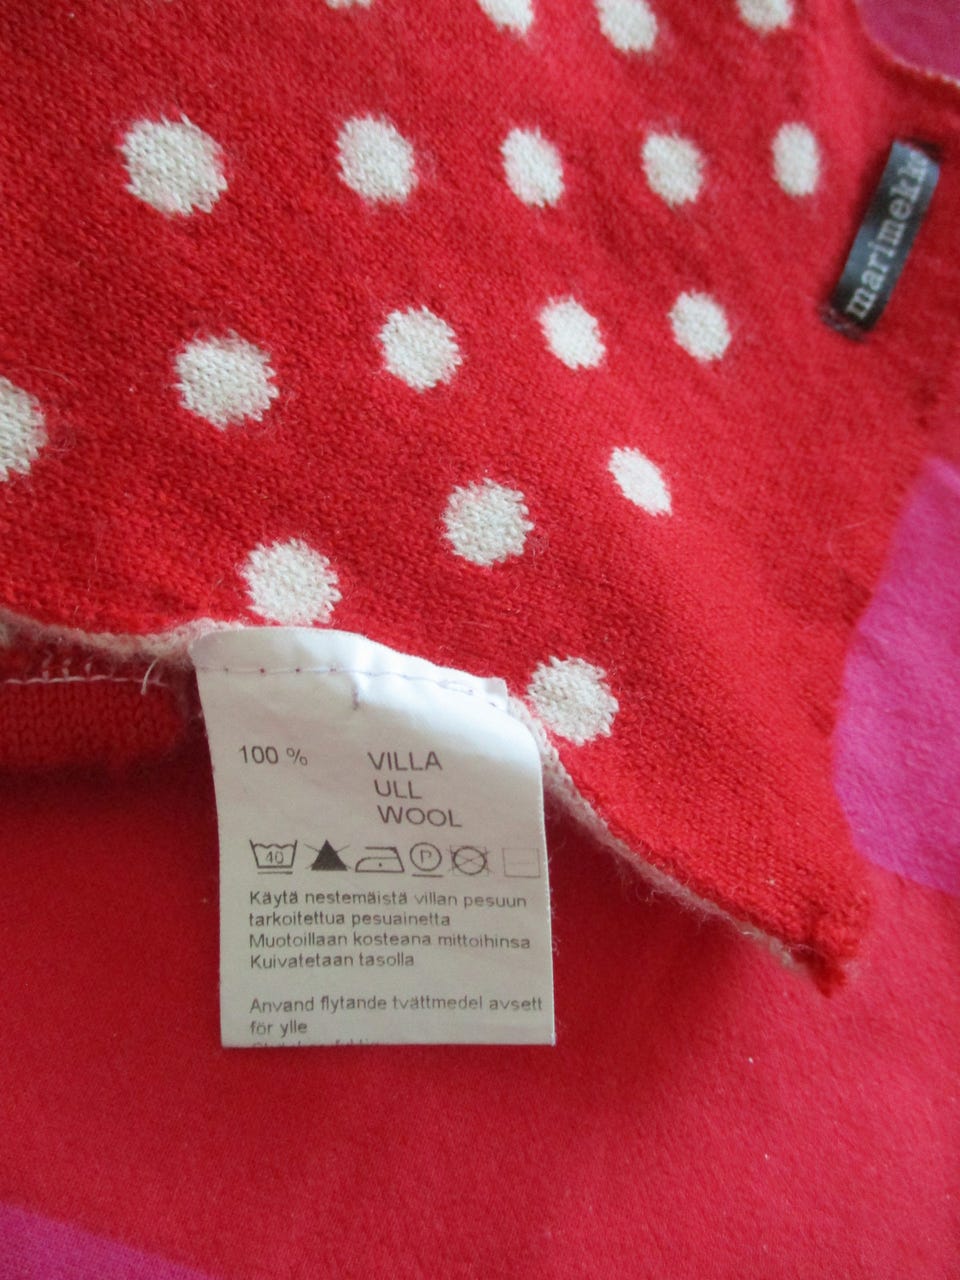 marimekko
100 % VILLA
ULL
WOOL
40 P
Käytä nestemäistä villan pesuun
tarkoitettua pesuainetta
Muotoillaan kosteana mittoihinsa
Kuivatetaan tasolla
Anvand flytande tvättmedel avsett
för ylle